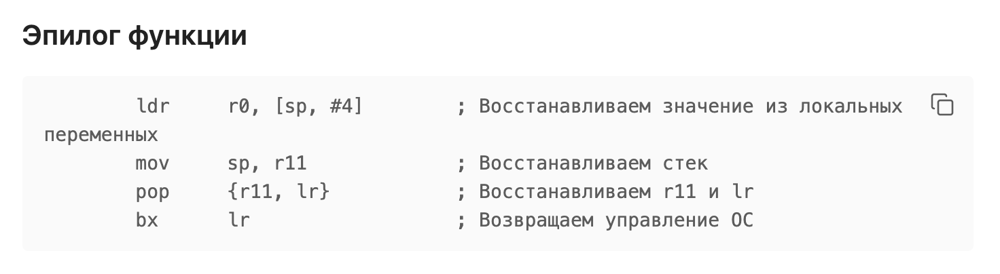 Эпилог функции
ldr r0, [sp, #4] ; Восстанавливаем значение из локальных
переменных
mov sp, r11 ; Восстанавливаем стек
pop {r11, lr} ; Восстанавливаем r11 и lr
bx lr ; Возвращаем управление ОС